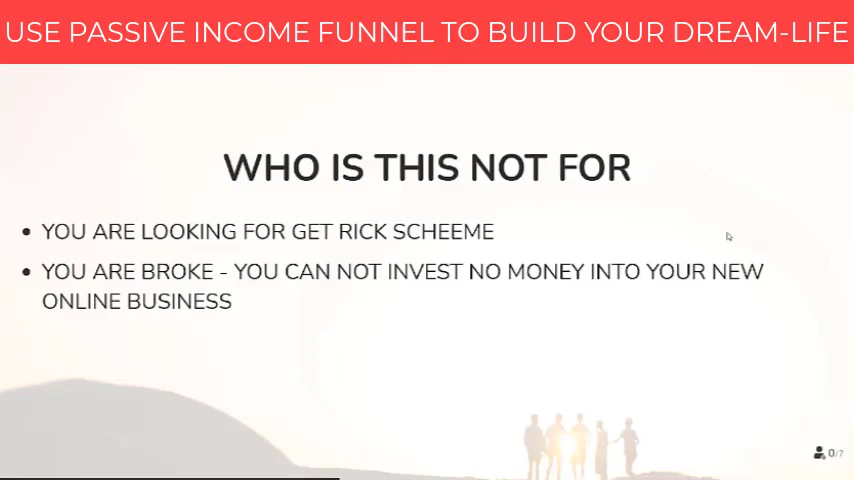 USE PASSIVE INCOME FUNNEL TO BUILD YOUR DREAM-LIFE
WHO IS THIS NOT FOR
• YOU ARE LOOKING FOR GET RICK SCHEEME
• YOU ARE BROKE - YOU CAN NOT INVEST NO MONEY INTO YOUR NEW
ONLINE BUSINESS
0/7